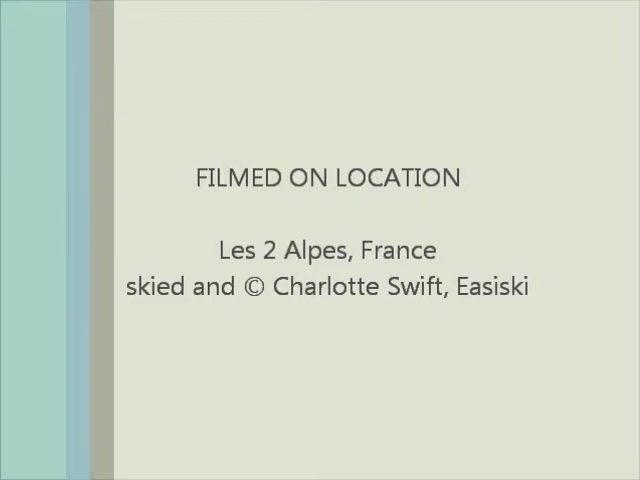 FILMED ON LOCATION
Les 2 Alpes, France
skied and © Charlotte Swift, Easiski